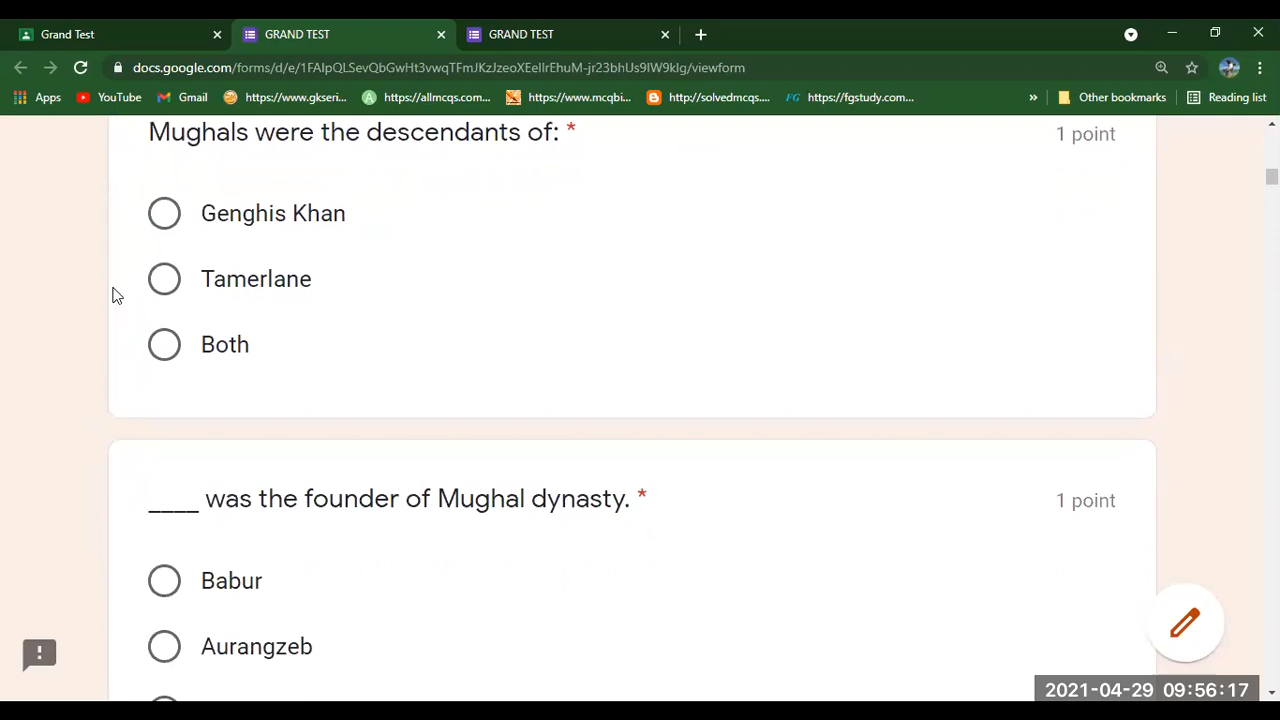 Grand Test
GRAND TEST
GRAND TEST
docs.google.com/forms/d/e/1FAIpQLSevQbGwHt3vwqTFmJKzJzeoXEeIIrEhuM-jr23bhUs9IW9kIg/viewform
Apps YouTube Gmail https://www.gkseri... https://allmcqs.com... https://www.mcqbi... http://solvedmcqs.... FG https://fgstudy.com... » Other bookmarks Reading list
Mughals were the descendants of: * 1 point
Genghis Khan
Tamerlane
Both
____ was the founder of Mughal dynasty. * 1 point
Babur
Aurangzeb
2021-04-29 09:56:17